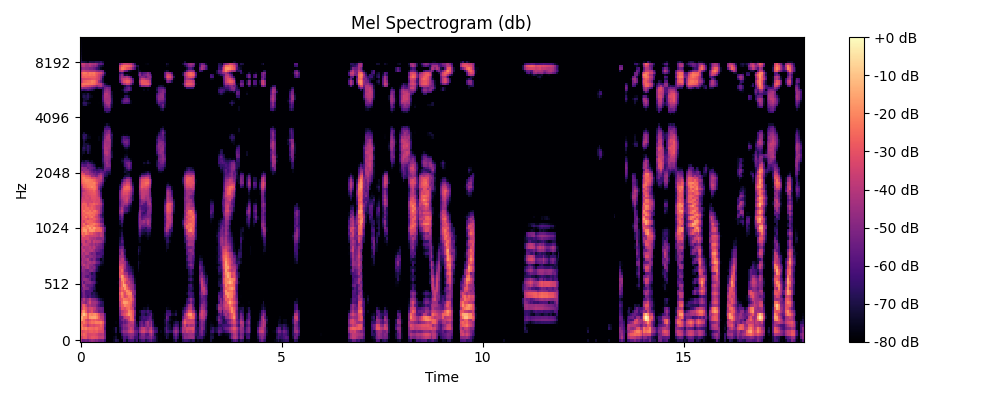 Mel Spectrogram (db)
8192
4096
2048
1024
512
0
Hz
0 5 10 15
Time
+0 dB
-10 dB
-20 dB
-30 dB
-40 dB
-50 dB
-60 dB
-70 dB
-80 dB